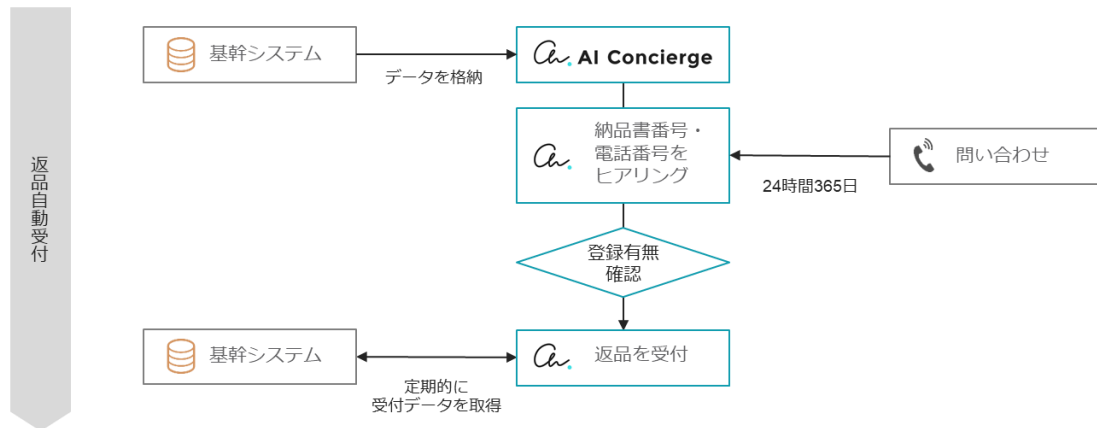 返品自動受付
基幹システム
データを格納
AI Concierge
納品書番号・
電話番号を
ヒアリング
問い合わせ
24時間365日
登録有無
確認
基幹システム
定期的に
受付データを取得
返品を受付